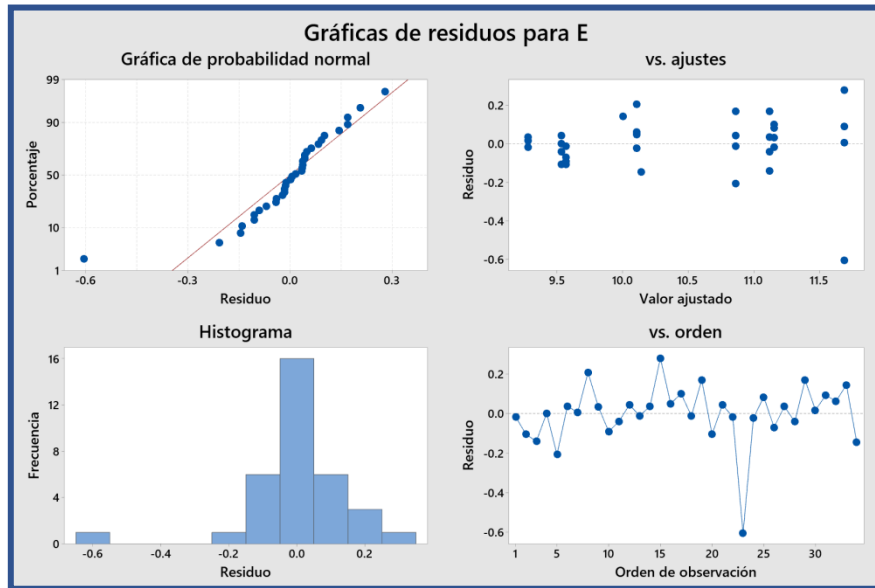 Gráficas de residuos para E
Gráfica de probabilidad normal
99
90
50
10
1
Porcentaje
-0.6 -0.3 0.0 0.3
Residuo
vs. ajustes
0.2
0.0
-0.2
-0.4
-0.6
Residuo
9.5 10.0 10.5 11.0 11.5
Valor ajustado
Histograma
16
12
8
4
0
Frecuencia
-0.6 -0.4 -0.2 0.0 0.2
Residuo
vs. orden
0.2
0.0
-0.2
-0.4
-0.6
Residuo
1 5 10 15 20 25 30
Orden de observación